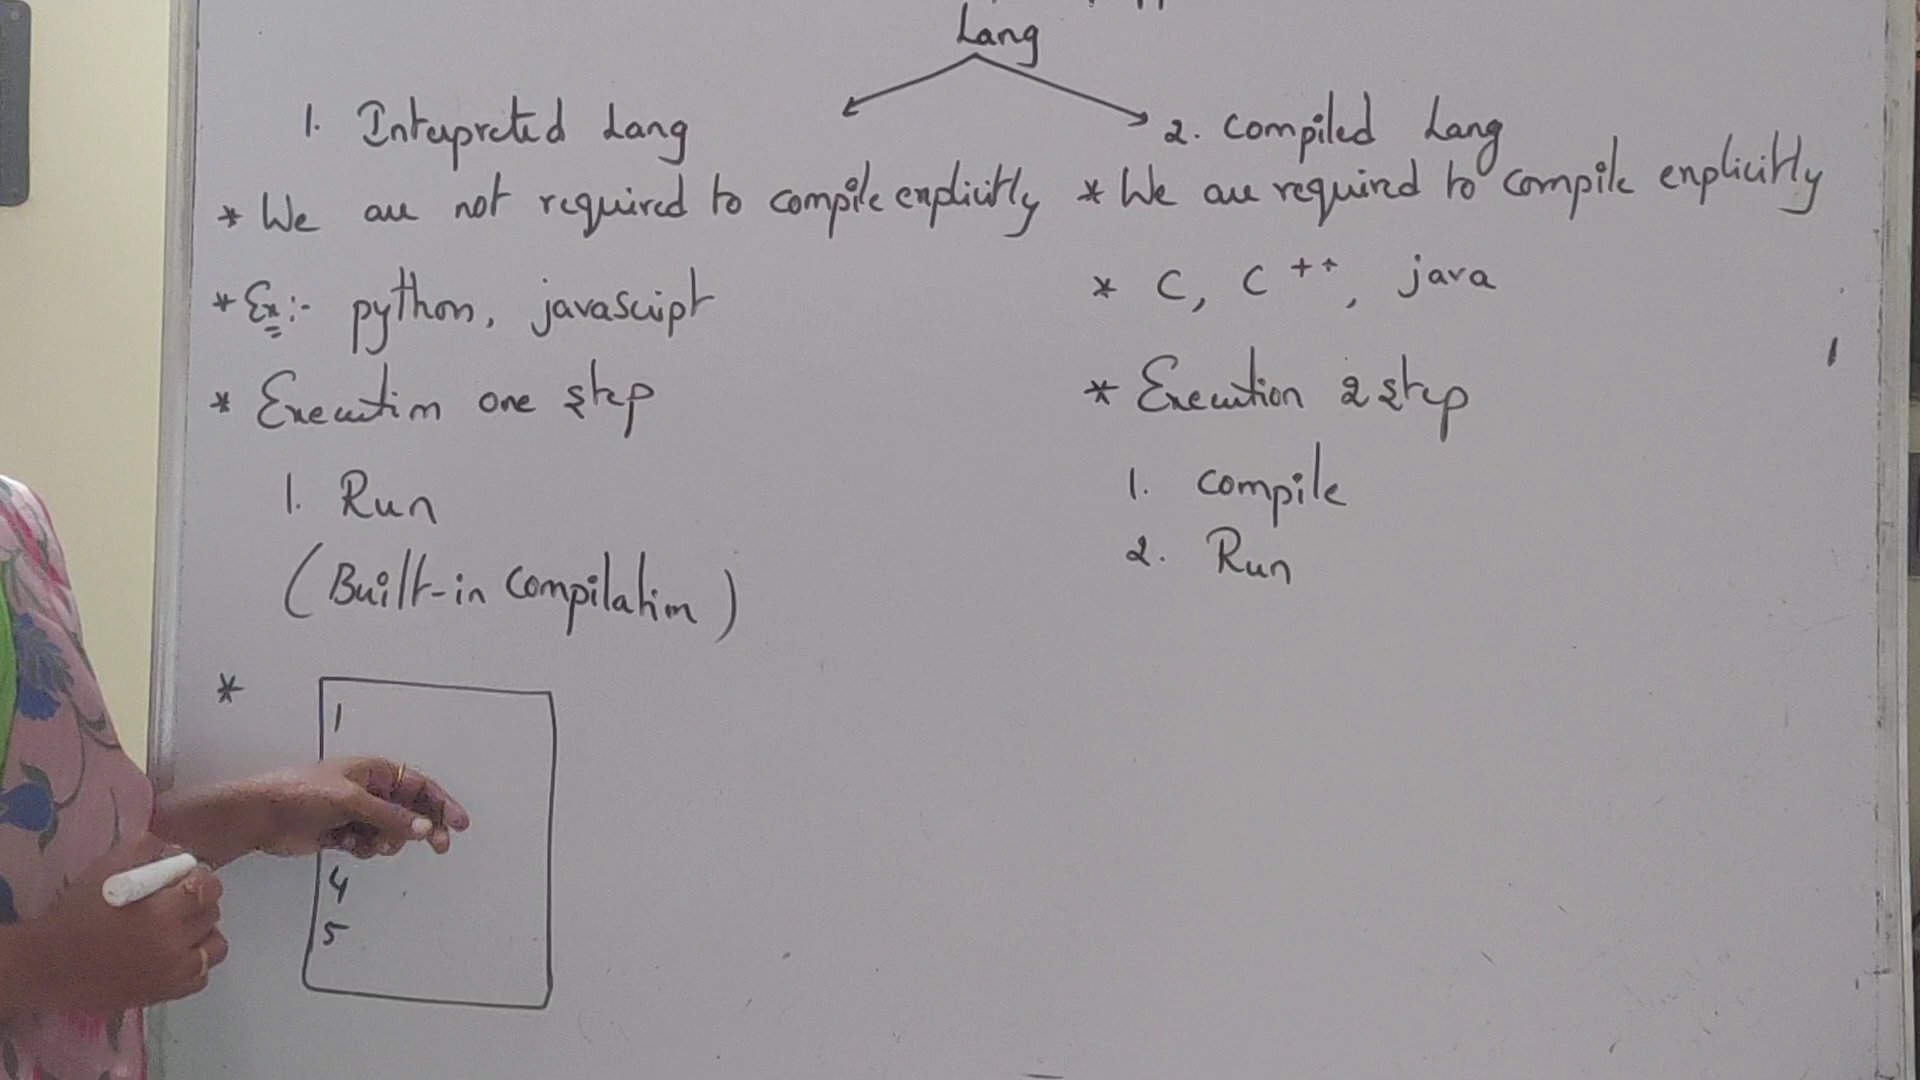 Lang
1. Interpreted Lang
* We are not required to compile explicitly
* Ex:- python, javascript
* Execution one step
1. Run
(Built-in Compilation)
*
1
4
5
2. compiled Lang
* We are required to compile explicitly
* C, C++, java
* Execution 2 step
1. compile
2. Run